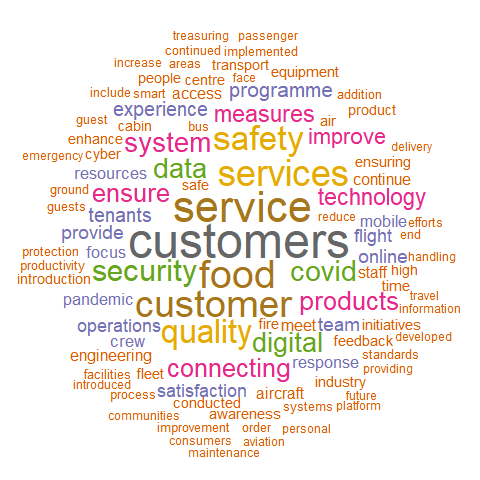 treasuring passenger
continued implemented
increase areas transport
people centre face equipment
include smart access programme addition
experience measures product
guest cabin bus air
enhance system safety improve
emergency cyber delivery
resources data services ensuring
safe continue
ground ensure technology
guests tenants service reduce mobile efforts
provide customers flight end
protection focus online handling
productivity security food covid staff high
introduction time
pandemic customer products travel
information
operations quality fire meet team initiatives
crew digital feedback developed
engineering standards
facilities fleet connecting response providing
introduced industry
process satisfaction aircraft future
conducted systems platform
communities awareness
improvement order personal
consumers aviation
maintenance